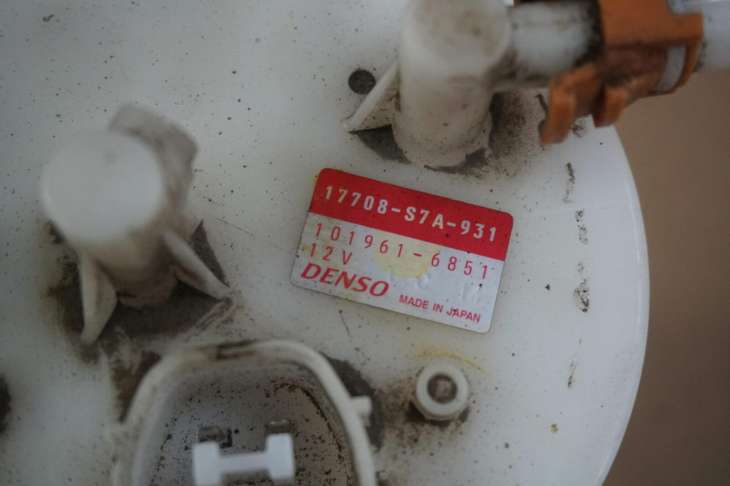 17708-S7A-931
101961-6851
12V
DENSO MADE IN JAPAN